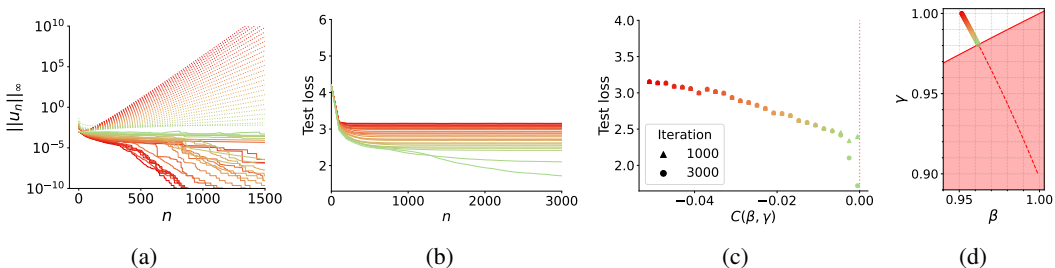 10^10
10^5
10^0
10^−5
10^−10
||u_n||_∞
0
500
1000
1500
n
(a)
6
5
4
3
2
Test loss
0
1000
2000
3000
n
(b)
4.0
3.5
3.0
2.5
2.0
Test loss
Iteration
1000
3000
−0.04
−0.02
0.00
C(β, γ)
(c)
1.00
0.95
0.90
γ
0.95
1.00
β
(d)